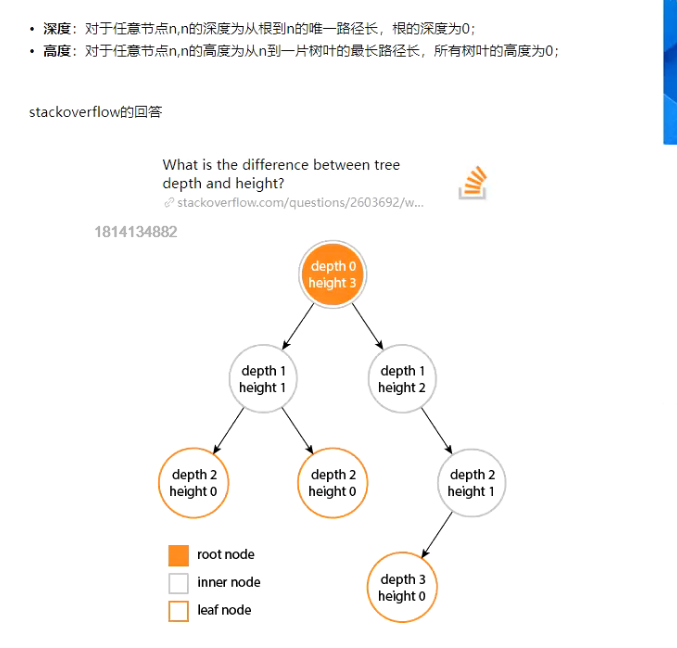 • 深度：对于任意节点n,n的深度为从根到n的唯一路径长，根的深度为0；
• 高度：对于任意节点n,n的高度为从n到一片树叶的最长路径长，所有树叶的高度为0；
stackoverflow的回答
What is the difference between tree
depth and height?
stackoverflow.com/questions/2603692/w...
1814134882
depth 0
height 3
depth 1
height 1
depth 1
height 2
depth 2
height 0
depth 2
height 0
depth 2
height 1
depth 3
height 0
root node
inner node
leaf node